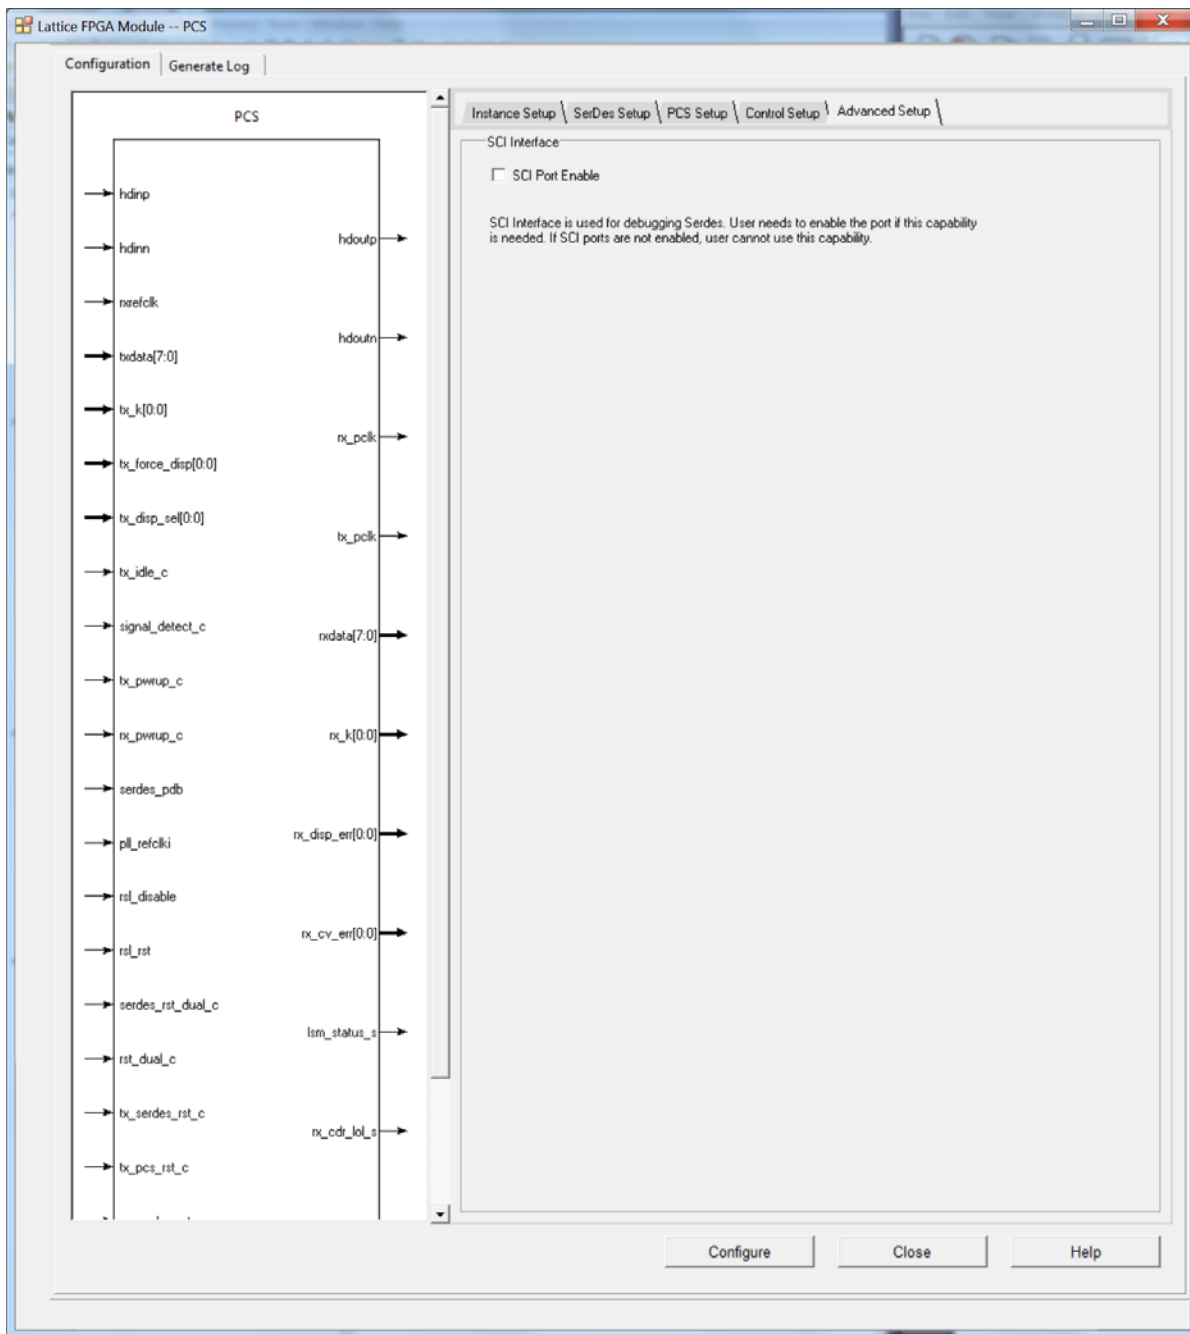 Lattice FPGA Module -- PCS
Configuration
Generate Log
PCS
hdinp
hdinn
rxrefclk
txdata[7:0]
tx_k[0:0]
tx_force_disp[0:0]
tx_disp_sel[0:0]
tx_idle_c
signal_detect_c
tx_pwrup_c
rx_pwrup_c
serdes_pdb
pll_refclki
rsl_disable
rsl_rst
serdes_rst_dual_c
rst_dual_c
tx_serdes_rst_c
tx_pcs_rst_c
hdoutp
hdoutn
rx_pclk
tx_pclk
rxdata[7:0]
rx_k[0:0]
rx_disp_err[0:0]
rx_cv_err[0:0]
lsm_status_s
rx_cdr_lol_s
Instance Setup
SerDes Setup
PCS Setup
Control Setup
Advanced Setup
SCI Interface
SCI Port Enable
SCI Interface is used for debugging Serdes. User needs to enable the port if this capability
is needed. If SCI ports are not enabled, user cannot use this capability.
Configure
Close
Help